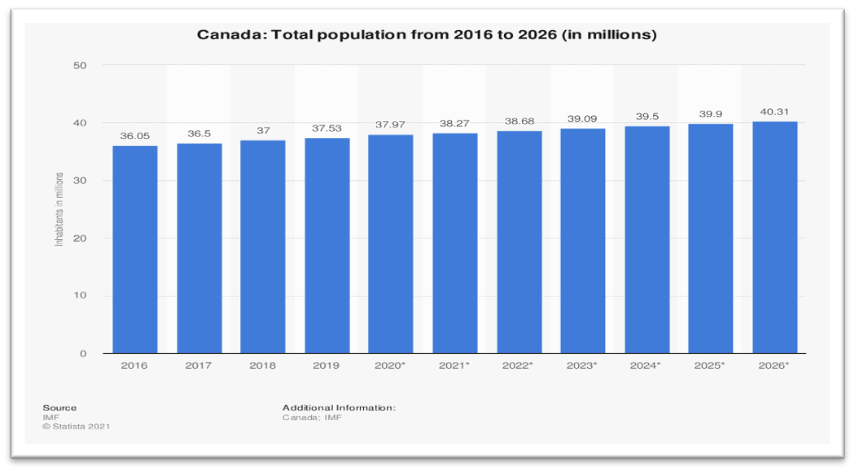 Canada: Total population from 2016 to 2026 (in millions)
Inhabitants in millions
50
40
30
20
10
0
36.05 36.5 37 37.53 37.97 38.27 38.68 39.09 39.5 39.9 40.31
2016 2017 2018 2019 2020* 2021* 2022* 2023* 2024* 2025* 2026*
Source
IMF
© Statista 2021
Additional Information:
Canada; IMF